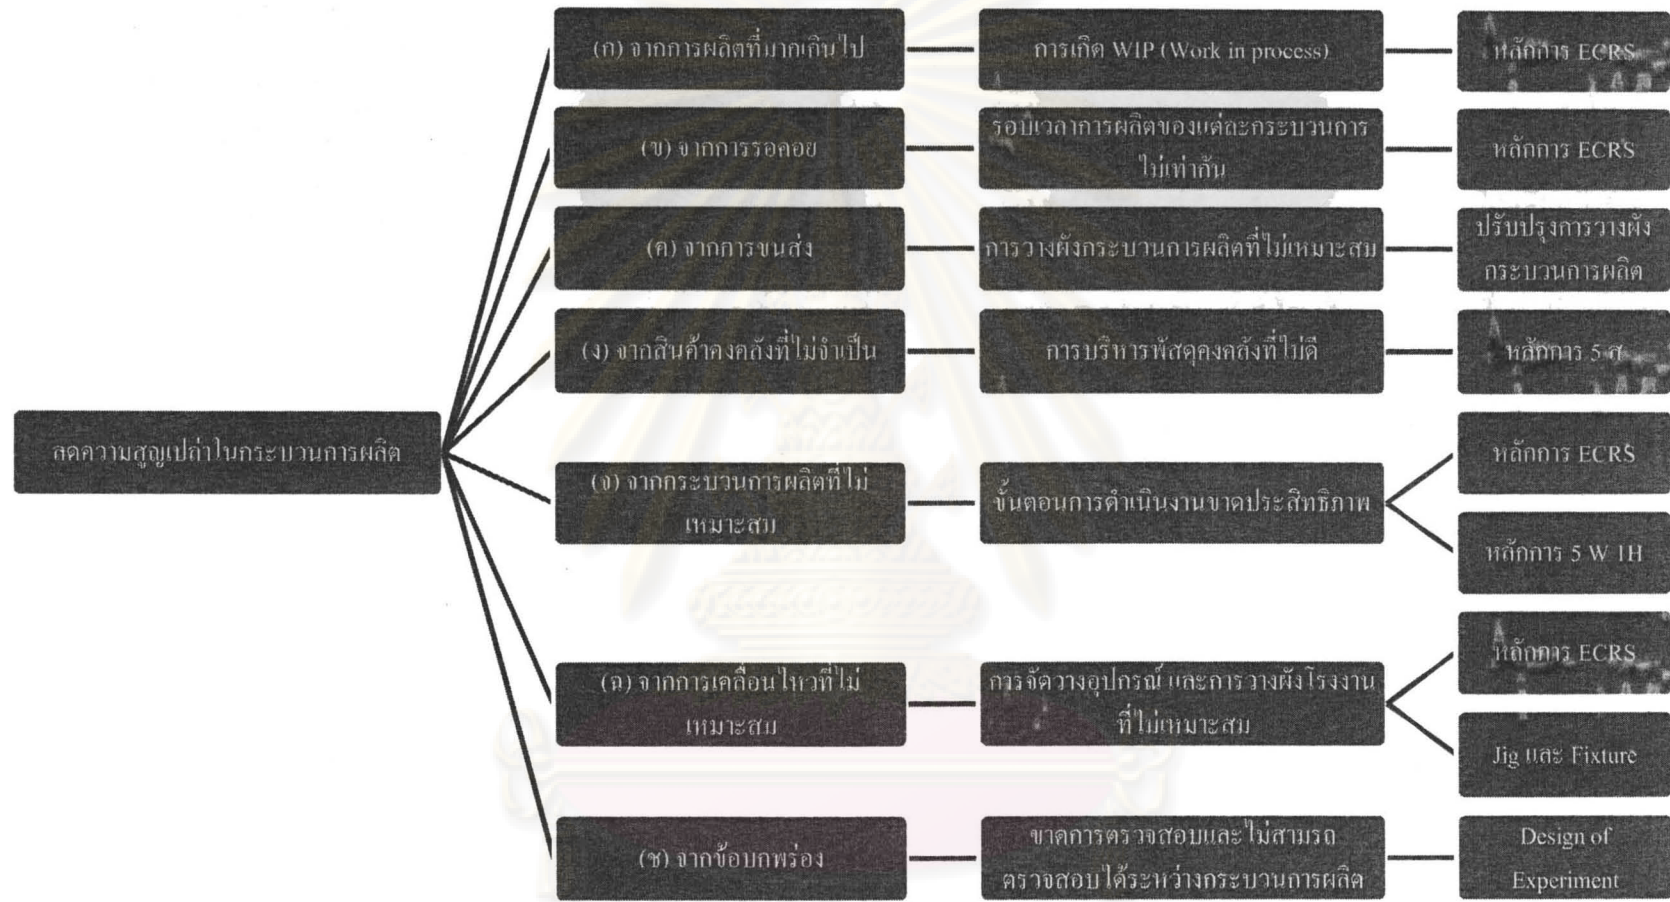 (ก) จากการผลิตที่มากเกินไป
การเกิด WIP (Work in process)
หลักการ ECRS
(ข) จากการรอคอย
รอบเวลาการผลิตของแต่ละกระบวนการ
ไม่เท่ากัน
หลักการ ECRS
(ค) จากการขนส่ง
การวางผังกระบวนการผลิตที่ไม่เหมาะสม
ปรับปรุงการวางผัง
กระบวนการผลิต
(ง) จากสินค้าคงคลังที่ไม่จำเป็น
การบริหารพัสดุคงคลังที่ไม่ดี
หลักการ 5 ส
ลดความสูญเปล่าในกระบวนการผลิต
(จ) จากกระบวนการผลิตที่ไม่
เหมาะสม
ขั้นตอนการดำเนินงานขาดประสิทธิภาพ
หลักการ ECRS
หลักการ 5 W 1H
(ฉ) จากการเคลื่อนไหวที่ไม่
เหมาะสม
การจัดวางอุปกรณ์ และการวางผังโรงงาน
ที่ไม่เหมาะสม
หลักการ ECRS
Jig และ Fixture
(ช) จากข้อบกพร่อง
ขาดการตรวจสอบและไม่สามรถ
ตรวจสอบได้ระหว่างกระบวนการผลิต
Design of
Experiment